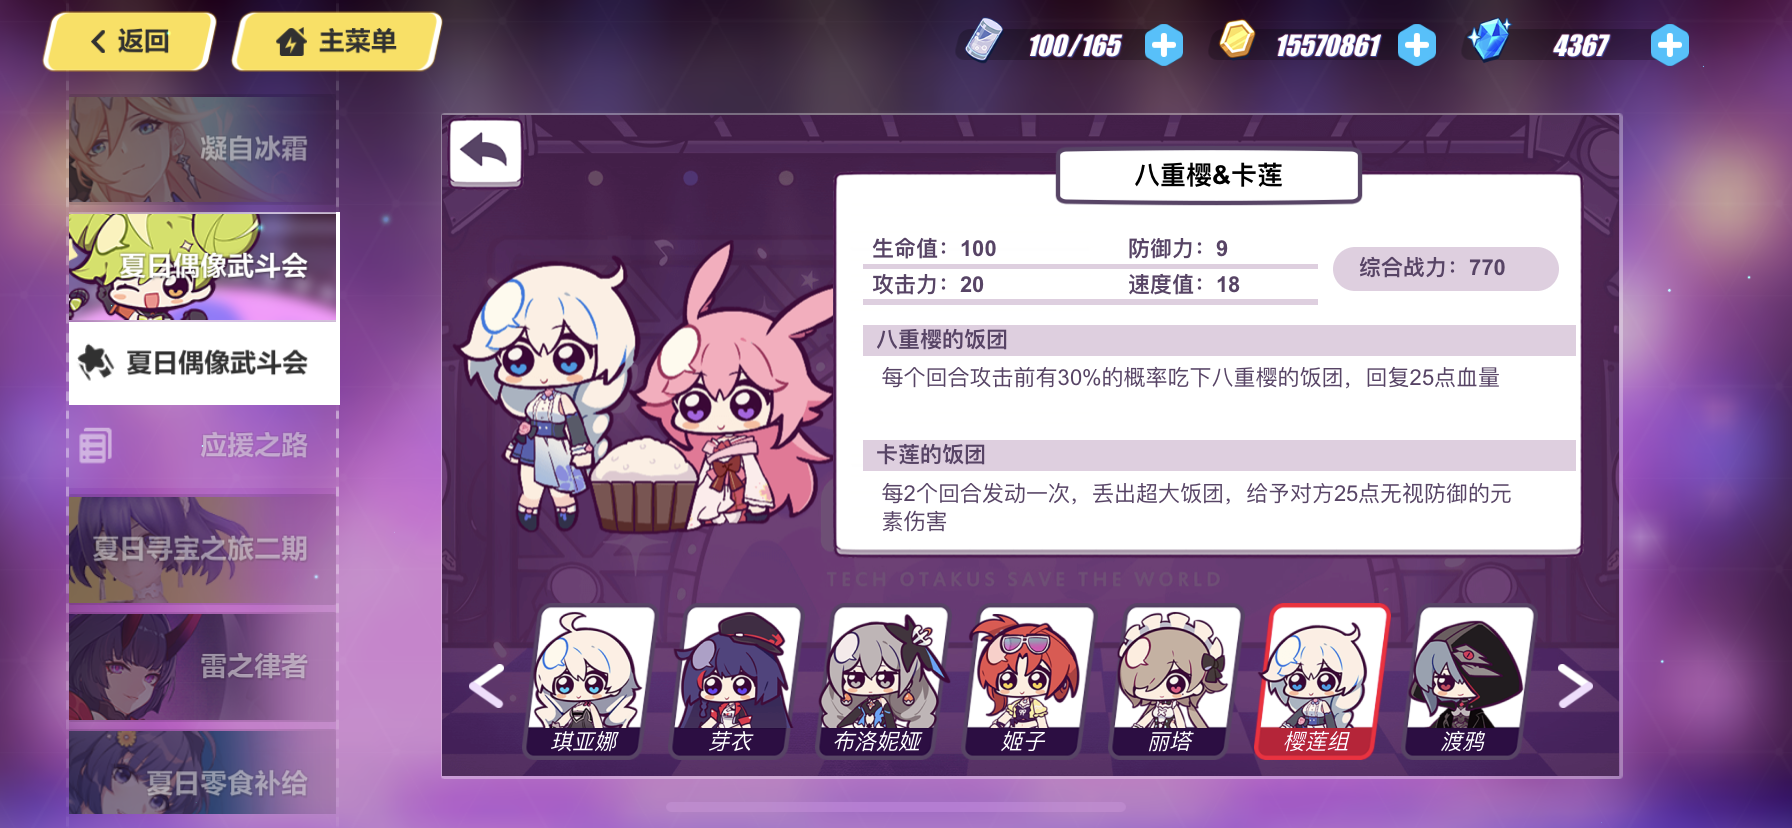 返回
主菜单
100/165
15570861
4367
凝自冰霜
夏日偶像武斗会
夏日偶像武斗会
应援之路
夏日寻宝之旅二期
雷之律者
夏日零食补给
八重樱&卡莲
生命值：100
防御力：9
攻击力：20
速度值：18
综合战力：770
八重樱的饭团
每个回合攻击前有30%的概率吃下八重樱的饭团，回复25点血量
卡莲的饭团
每2个回合发动一次，丢出超大饭团，给予对方25点无视防御的元
素伤害
TECH OTAKUS SAVE THE WORLD
琪亚娜
芽衣
布洛妮娅
姬子
丽塔
樱莲组
渡鸦